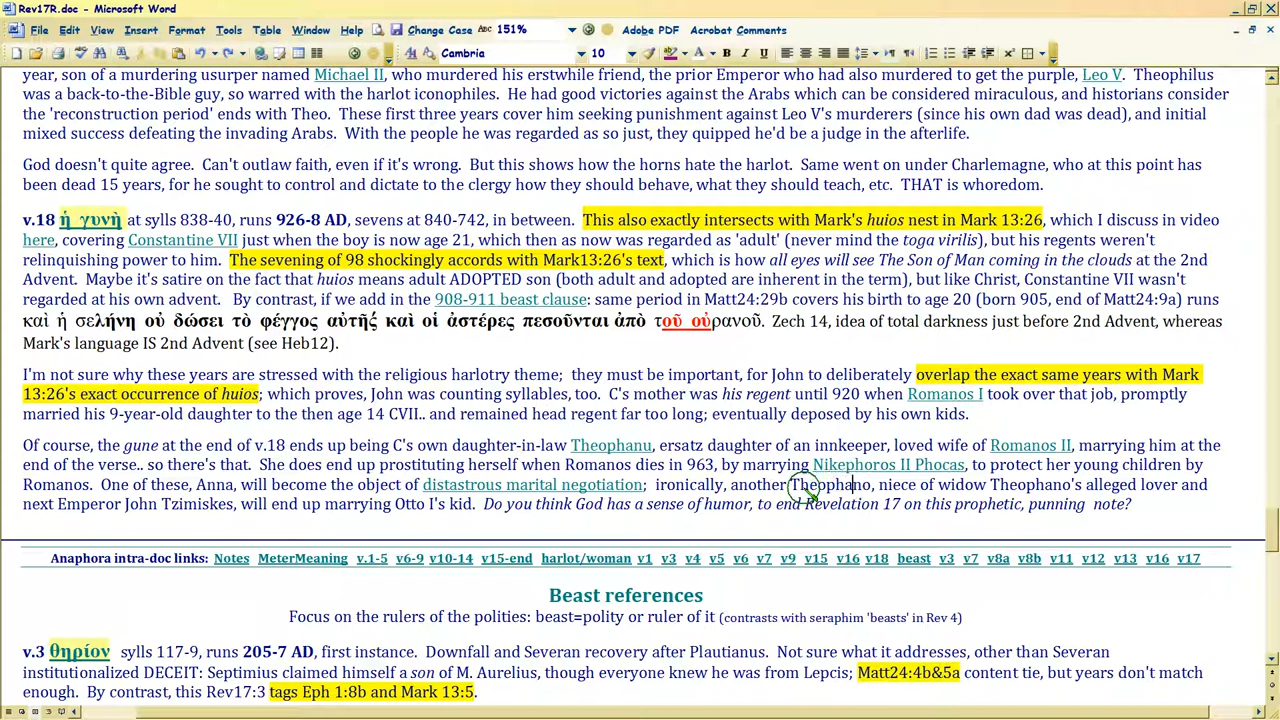 Rev17R.doc - Microsoft Word
File Edit View Insert Format Tools Table Window Help Change Case 151% Adobe PDF Acrobat Comments
Cambria 10 B I U
year, son of a murdering usurper named Michael II, who murdered his erstwhile friend, the prior Emperor who had also murdered to get the purple, Leo V.  Theophilus
was a back-to-the-Bible guy, so warred with the harlot iconophiles.  He had good victories against the Arabs which can be considered miraculous, and historians consider
the 'reconstruction period' ends with Theo.  These first three years cover him seeking punishment against Leo V's murderers (since his own dad was dead), and initial
mixed success defeating the invading Arabs.  With the people he was regarded as so just, they quipped he'd be a judge in the afterlife.
God doesn't quite agree.  Can't outlaw faith, even if it's wrong.  But this shows how the horns hate the harlot.  Same went on under Charlemagne, who at this point has
been dead 15 years, for he sought to control and dictate to the clergy how they should behave, what they should teach, etc.  THAT is whoredom.
v.18 ἡ γυνὴ at sylls 838-40, runs 926-8 AD, sevens at 840-742, in between.  This also exactly intersects with Mark's huios nest in Mark 13:26, which I discuss in video
here, covering Constantine VII just when the boy is now age 21, which then as now was regarded as 'adult' (never mind the toga virilis), but his regents weren't
relinquishing power to him.  The sevening of 98 shockingly accords with Mark13:26's text, which is how all eyes will see The Son of Man coming in the clouds at the 2nd
Advent.  Maybe it's satire on the fact that huios means adult ADOPTED son (both adult and adopted are inherent in the term), but like Christ, Constantine VII wasn't
regarded at his own advent.   By contrast, if we add in the 908-911 beast clause: same period in Matt24:29b covers his birth to age 20 (born 905, end of Matt24:9a) runs
καὶ ἡ σελήνη οὐ δώσει τὸ φέγγος αὐτῆς καὶ οἱ ἀστέρες πεσοῦνται ἀπὸ τοῦ οὐρανοῦ.  Zech 14, idea of total darkness just before 2nd Advent, whereas
Mark's language IS 2nd Advent (see Heb12).
I'm not sure why these years are stressed with the religious harlotry theme;  they must be important, for John to deliberately overlap the exact same years with Mark
13:26's exact occurrence of huios; which proves, John was counting syllables, too.  C's mother was his regent until 920 when Romanos I took over that job, promptly
married his 9-year-old daughter to the then age 14 CVII.. and remained head regent far too long; eventually deposed by his own kids.
Of course, the gune at the end of v.18 ends up being C's own daughter-in-law Theophanu, ersatz daughter of an innkeeper, loved wife of Romanos II, marrying him at the
end of the verse.. so there's that.  She does end up prostituting herself when Romanos dies in 963, by marrying Nikephoros II Phocas, to protect her young children by
Romanos.  One of these, Anna, will become the object of distastrous marital negotiation;  ironically, another Theophano, niece of widow Theophano's alleged lover and
next Emperor John Tzimiskes, will end up marrying Otto I's kid.  Do you think God has a sense of humor, to end Revelation 17 on this prophetic, punning  note?
Anaphora intra-doc links: Notes MeterMeaning v.1-5 v6-9 v10-14 v15-end harlot/woman v1 v3 v4 v5 v6 v7 v9 v15 v16 v18 beast v3 v7 v8a v8b v11 v12 v13 v16 v17
Beast references
Focus on the rulers of the polities: beast=polity or ruler of it (contrasts with seraphim 'beasts' in Rev 4)
v.3 θηρίον  sylls 117-9, runs 205-7 AD, first instance.  Downfall and Severan recovery after Plautianus.  Not sure what it addresses, other than Severan
institutionalized DECEIT: Septimius claimed himself a son of M. Aurelius, though everyone knew he was from Lepcis; Matt24:4b&5a content tie, but years don't match
enough.  By contrast, this Rev17:3 tags Eph 1:8b and Mark 13:5.